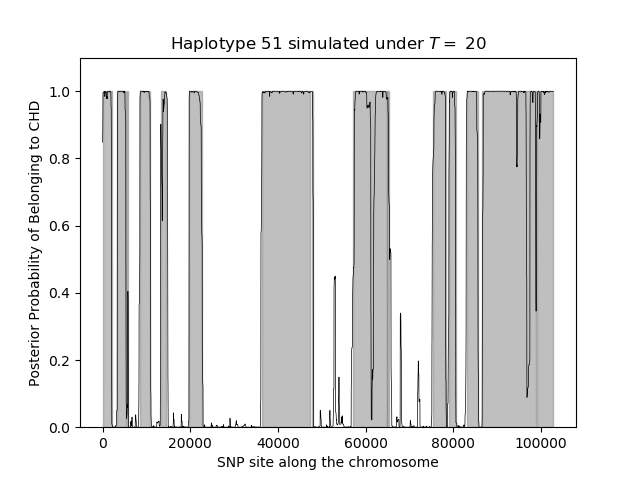 Haplotype 51 simulated under T = 20
Posterior Probability of Belonging to CHD
1.0
0.8
0.6
0.4
0.2
0.0
0 20000 40000 60000 80000 100000
SNP site along the chromosome